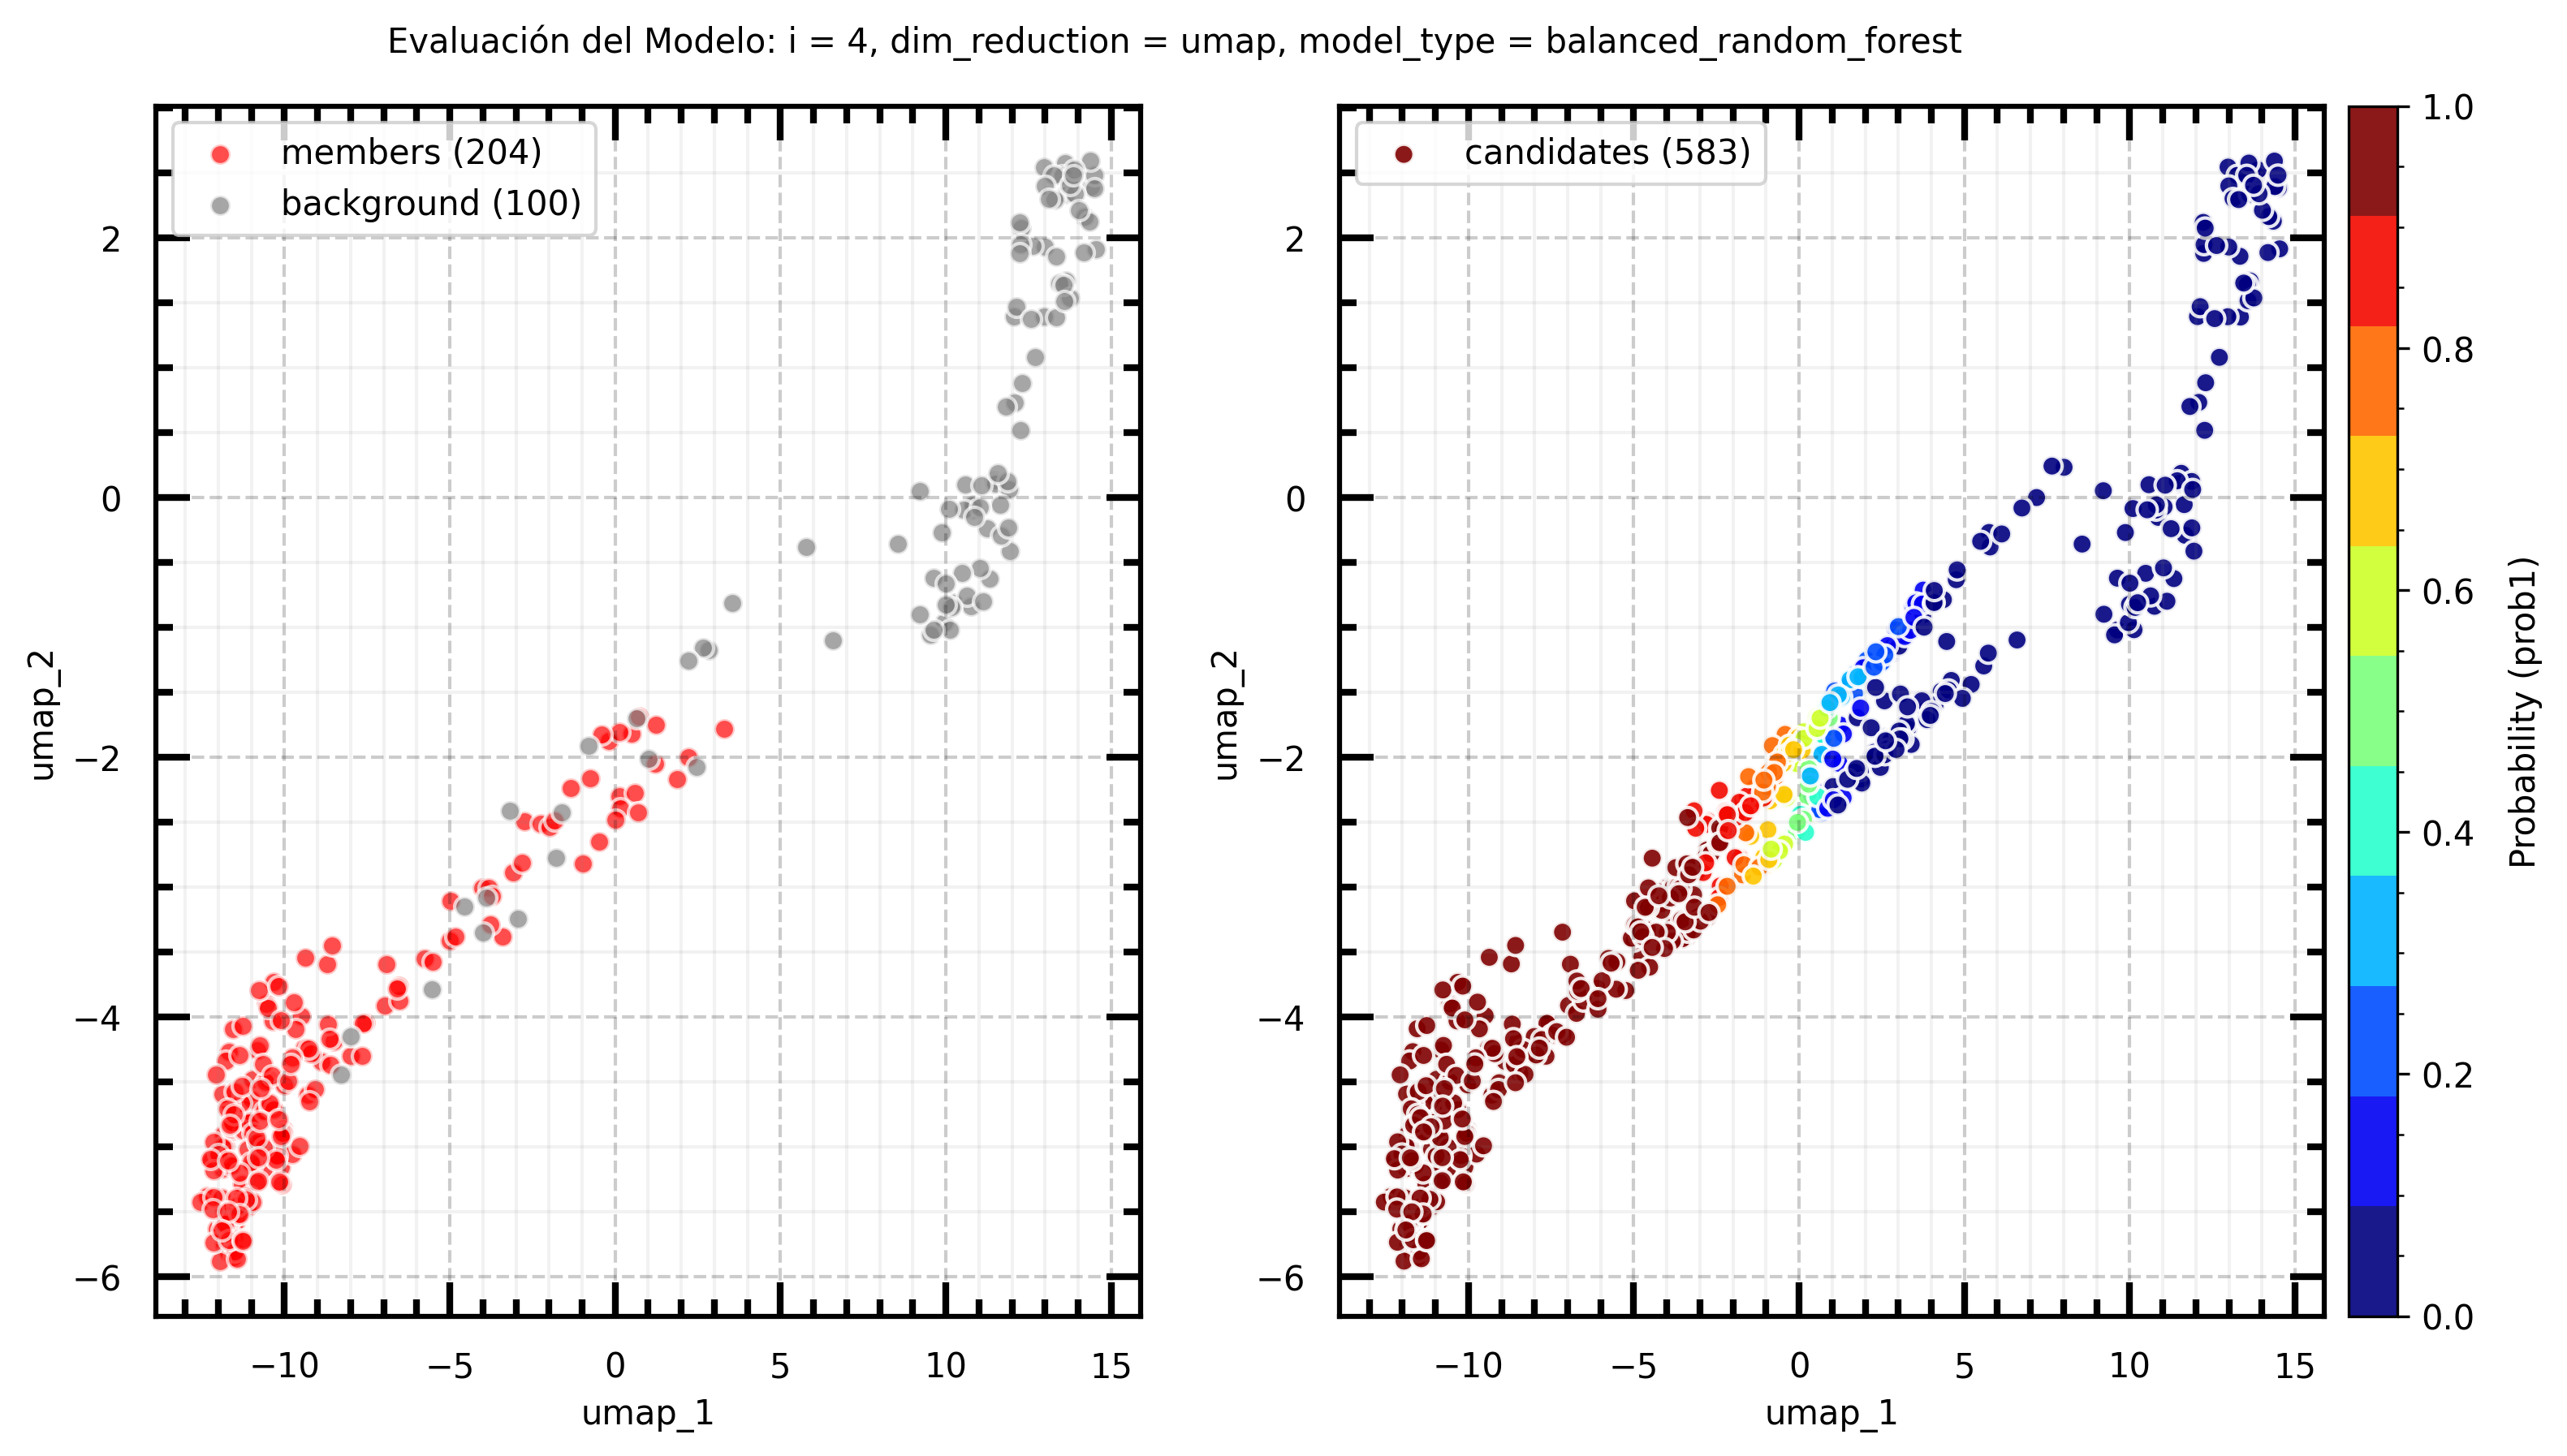 Evaluación del Modelo: i = 4, dim_reduction = umap, model_type = balanced_random_forest
members (204)
background (100)
2
0
−2
−4
−6
umap_2
−10 −5 0 5 10 15
umap_1
candidates (583)
2
0
−2
−4
−6
umap_2
−10 −5 0 5 10 15
umap_1
1.0
0.8
0.6
0.4
0.2
0.0
Probability (prob1)